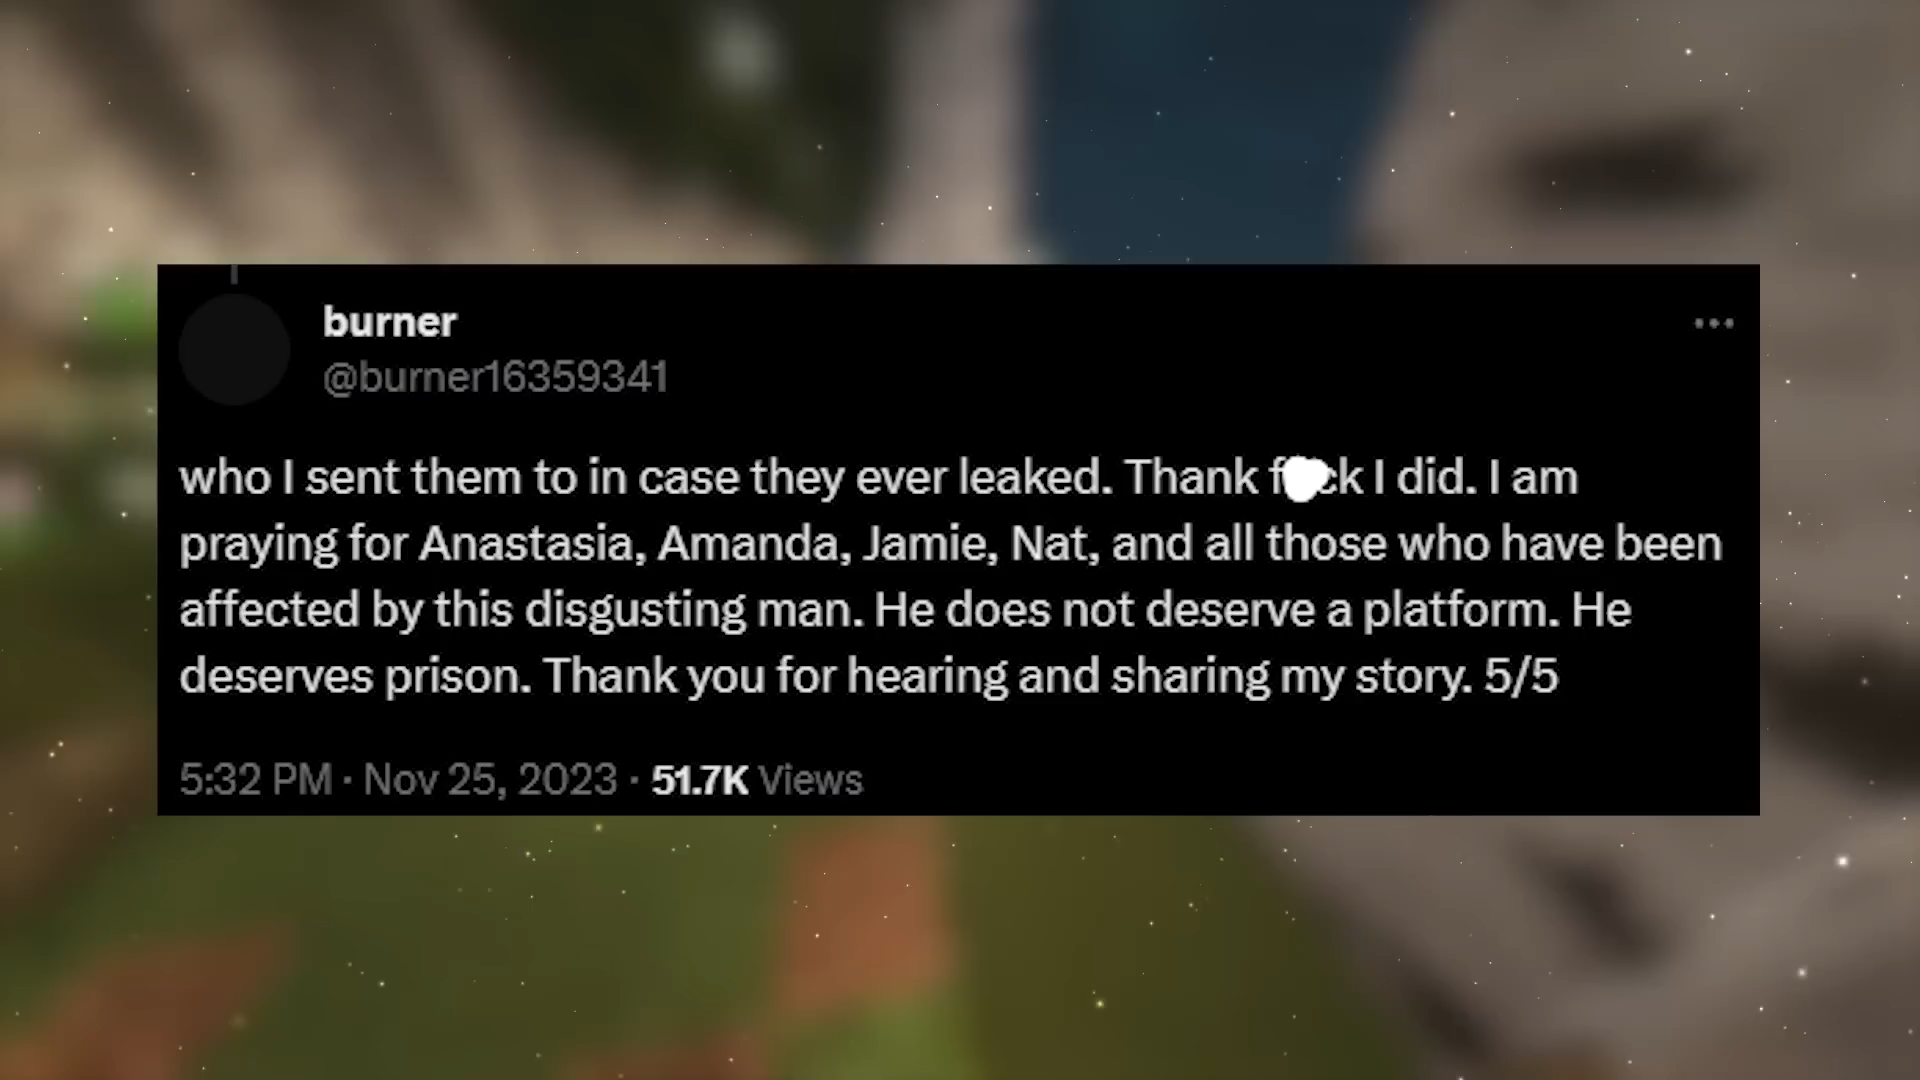 burner
@burner16359341
who I sent them to in case they ever leaked. Thank f ck I did. I am
praying for Anastasia, Amanda, Jamie, Nat, and all those who have been
affected by this disgusting man. He does not deserve a platform. He
deserves prison. Thank you for hearing and sharing my story. 5/5
5:32 PM · Nov 25, 2023 · 51.7K Views